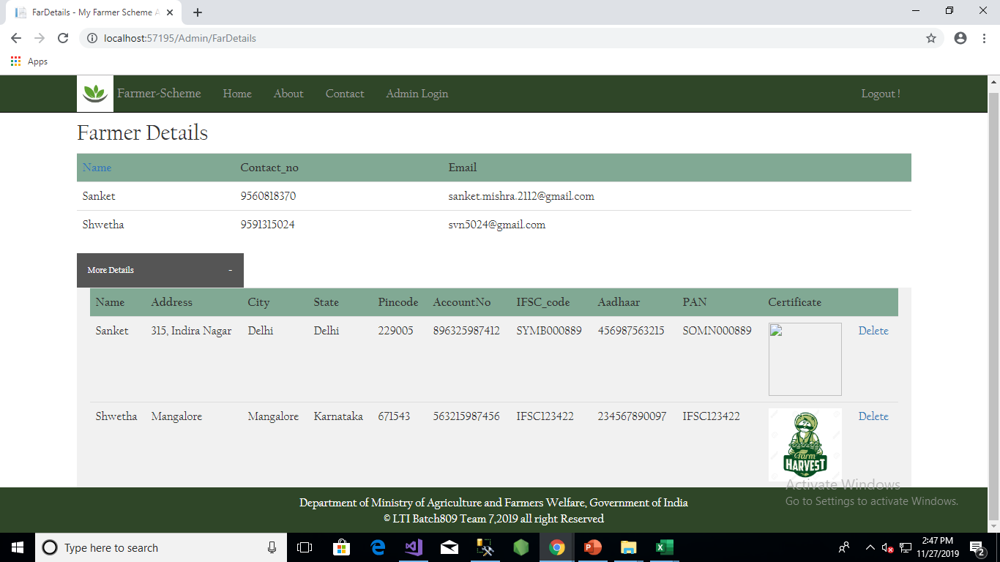 FarDetails - My Farmer Scheme A
localhost:57195/Admin/FarDetails
Apps
Farmer-Scheme Home About Contact Admin Login Logout !
Farmer Details
Name Contact_no Email
Sanket 9560818370 sanket.mishra.2112@gmail.com
Shwetha 9591315024 svn5024@gmail.com
More Details -
Name Address City State Pincode AccountNo IFSC_code Aadhaar PAN Certificate
Sanket 315, Indira Nagar Delhi Delhi 229005 896325987412 SYMB000889 456987563215 SOMN000889 Delete
Shwetha Mangalore Mangalore Karnataka 671543 563215987456 IFSC123422 234567890097 IFSC123422 Delete
Farm
HARVEST
Activate Windows
Go to Settings to activate Windows.
Department of Ministry of Agriculture and Farmers Welfare, Government of India
© LTI Batch809 Team 7,2019 all right Reserved
Type here to search
2:47 PM
11/27/2019
2